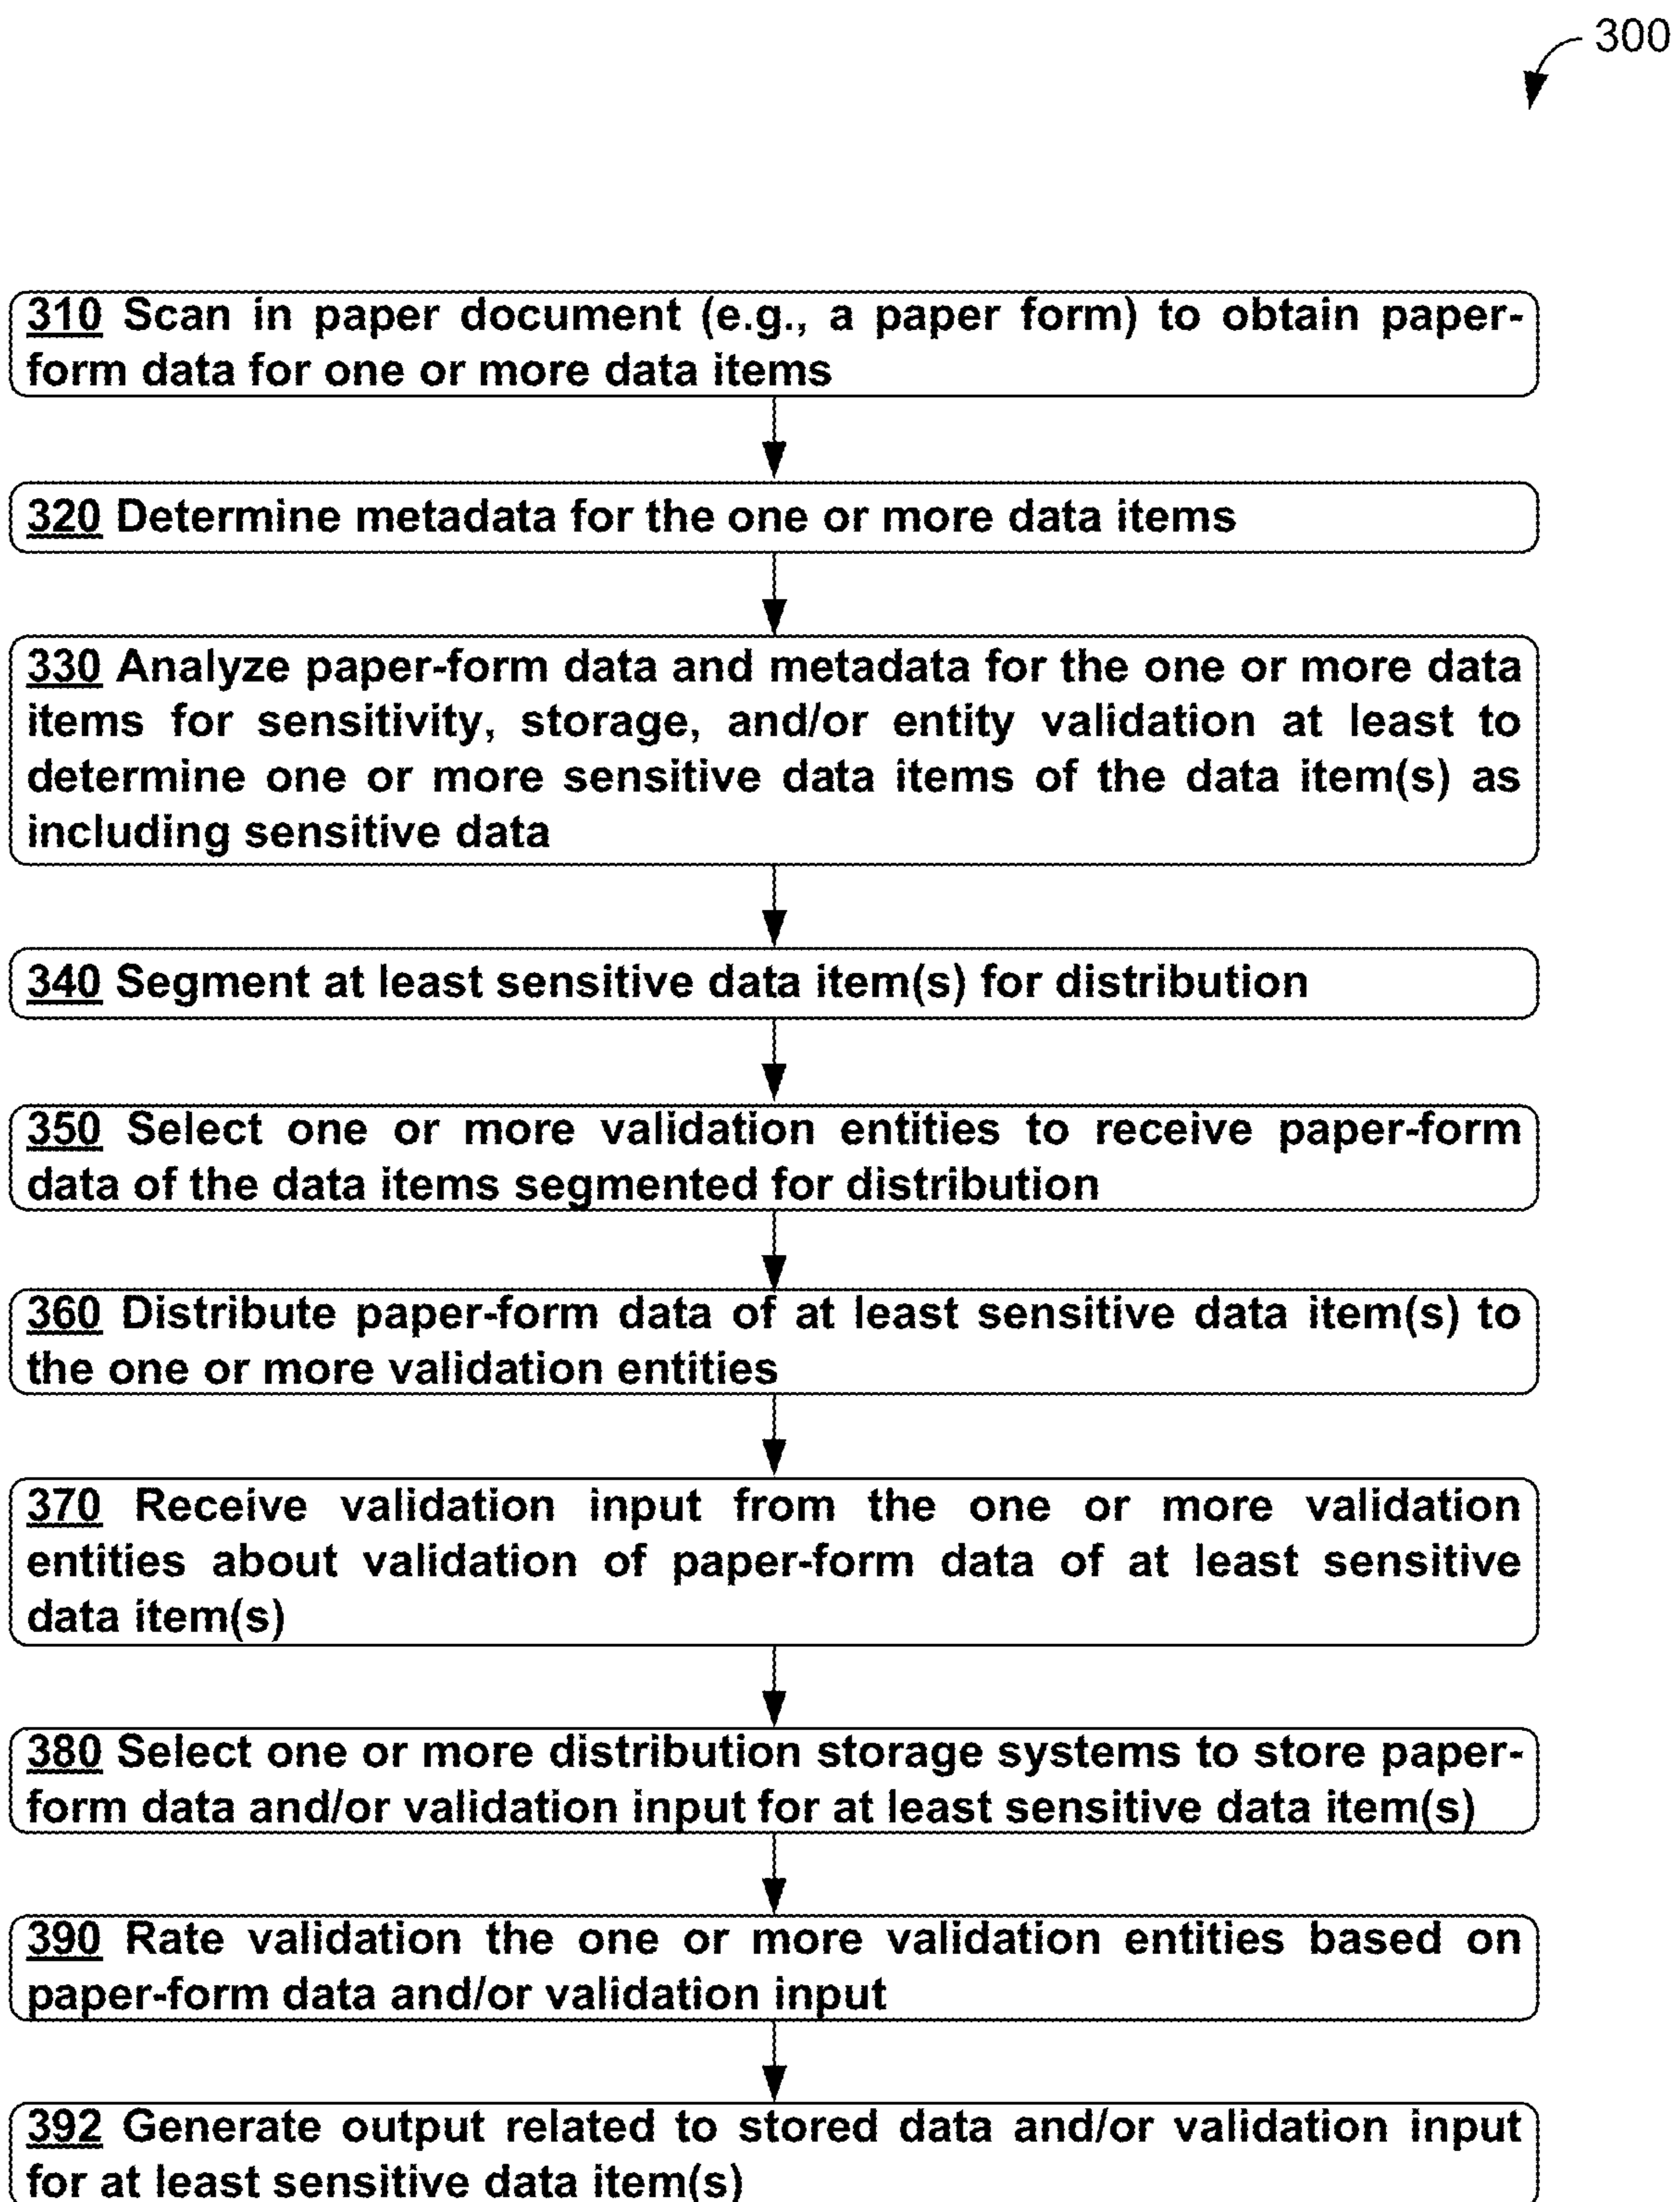 300
310 Scan in paper document (e.g., a paper form) to obtain paper-
form data for one or more data items
320 Determine metadata for the one or more data items
330 Analyze paper-form data and metadata for the one or more data
items for sensitivity, storage, and/or entity validation at least to
determine one or more sensitive data items of the data item(s) as
including sensitive data
340 Segment at least sensitive data item(s) for distribution
350 Select one or more validation entities to receive paper-form
data of the data items segmented for distribution
360 Distribute paper-form data of at least sensitive data item(s) to
the one or more validation entities
370 Receive validation input from the one or more validation
entities about validation of paper-form data of at least sensitive
data item(s)
380 Select one or more distribution storage systems to store paper-
form data and/or validation input for at least sensitive data item(s)
390 Rate validation the one or more validation entities based on
paper-form data and/or validation input
392 Generate output related to stored data and/or validation input
for at least sensitive data item(s)